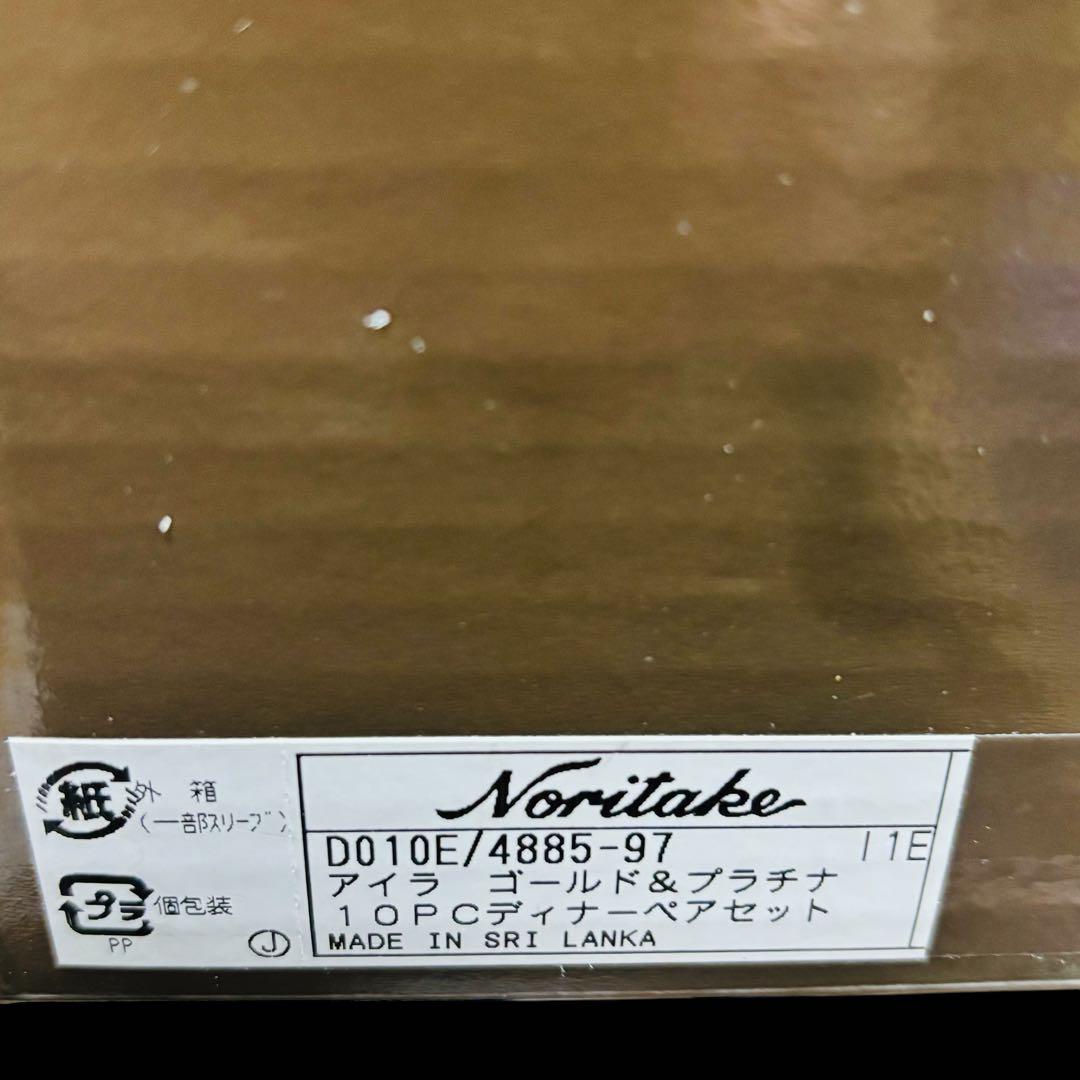 紙 外 箱
(一部スリーブ)
プラ 個包装
PP
J
Noritake
D010E/4885-97 I1E
アイラ ゴールド&プラチナ
10PCディナーペアセット
MADE IN SRI LANKA